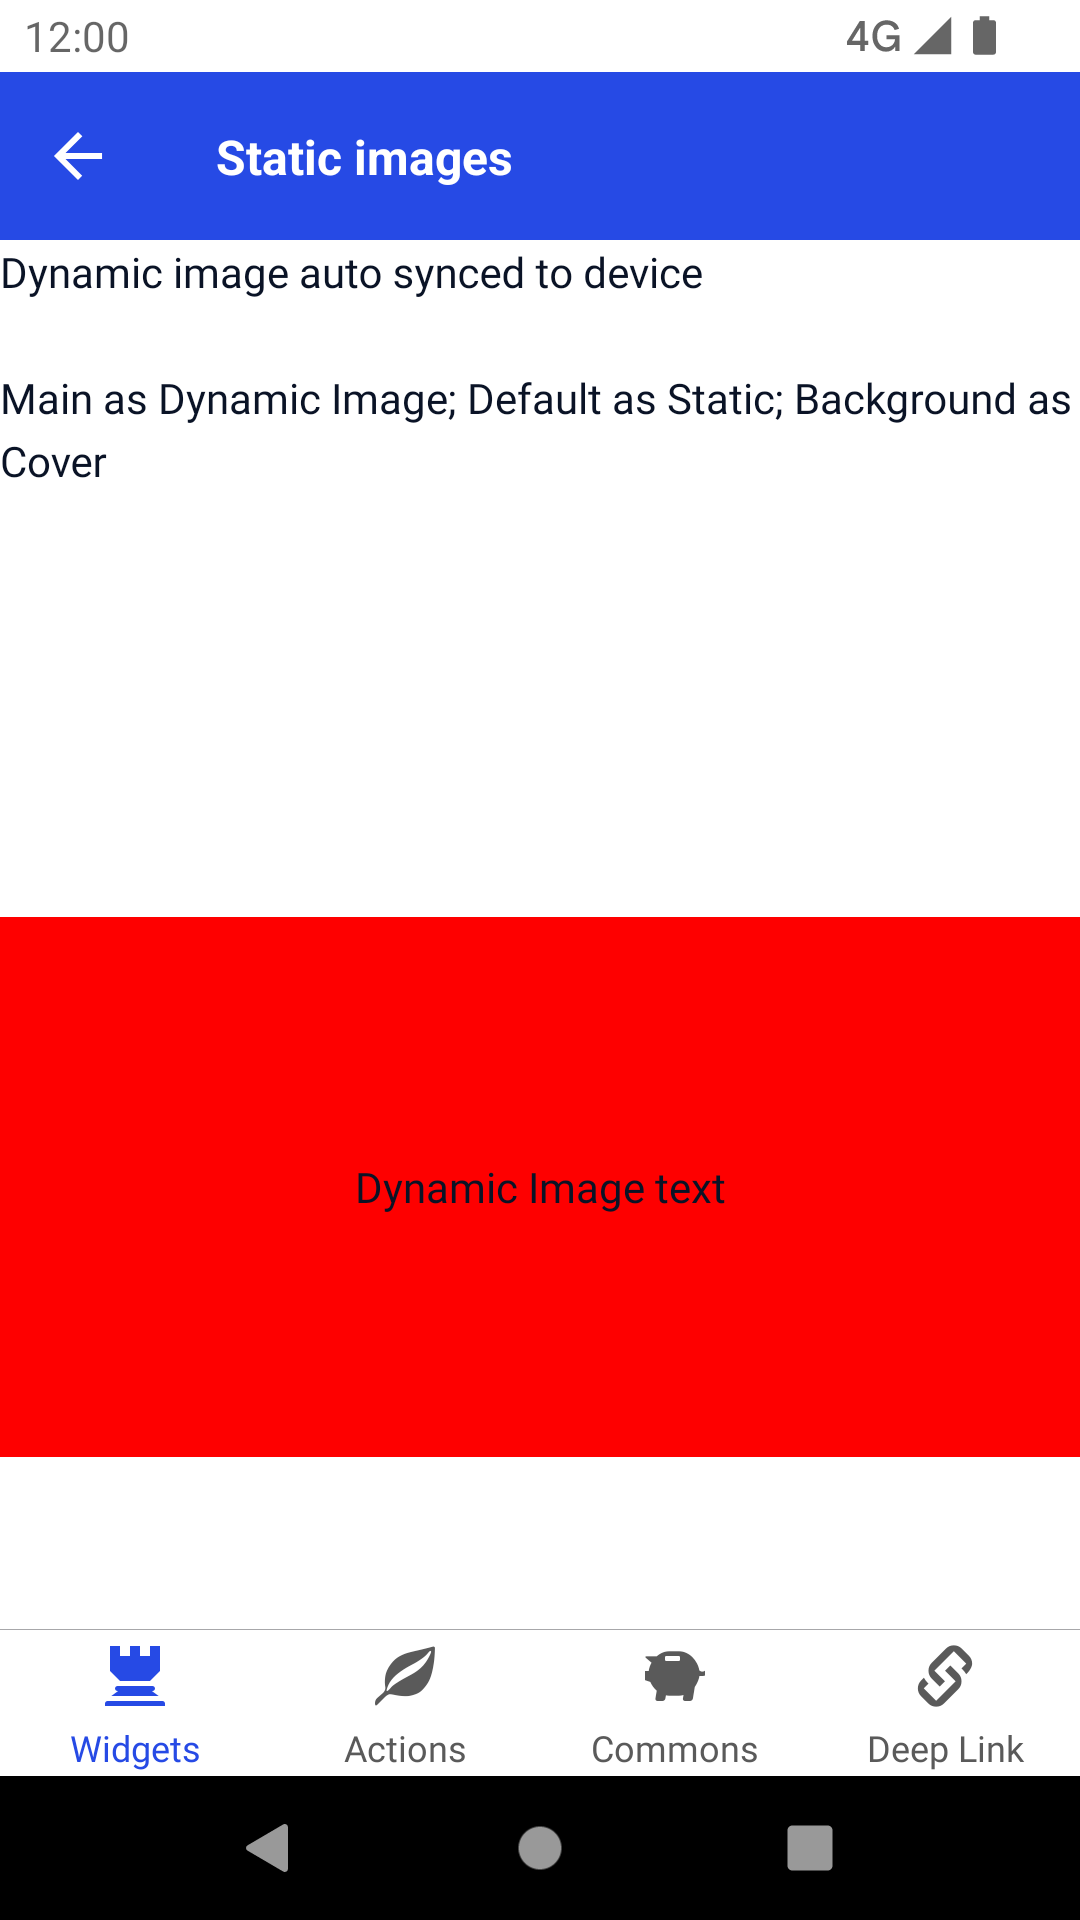 12:00
4G
Static images
Dynamic image auto synced to device
Main as Dynamic Image; Default as Static; Background as
Cover
Dynamic Image text
Widgets
Actions
Commons
Deep Link